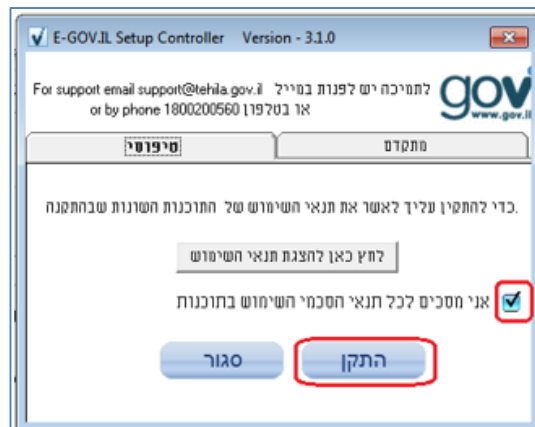 E-GOV.IL Setup Controller Version - 3.1.0
For support email support@tehila.gov.il לתמיכה יש לפנות במייל
or by phone 1800200560 או בטלפון
gov
www.gov.il
טיפוסי
מתקדם
כדי להתקין עליך לאשר את תנאי השימוש של התוכנות השונות שבהתקנה.
לחץ כאן להצגת תנאי השימוש
אני מסכים לכל תנאי הסכמי השימוש בתוכנות
התקן
סגור